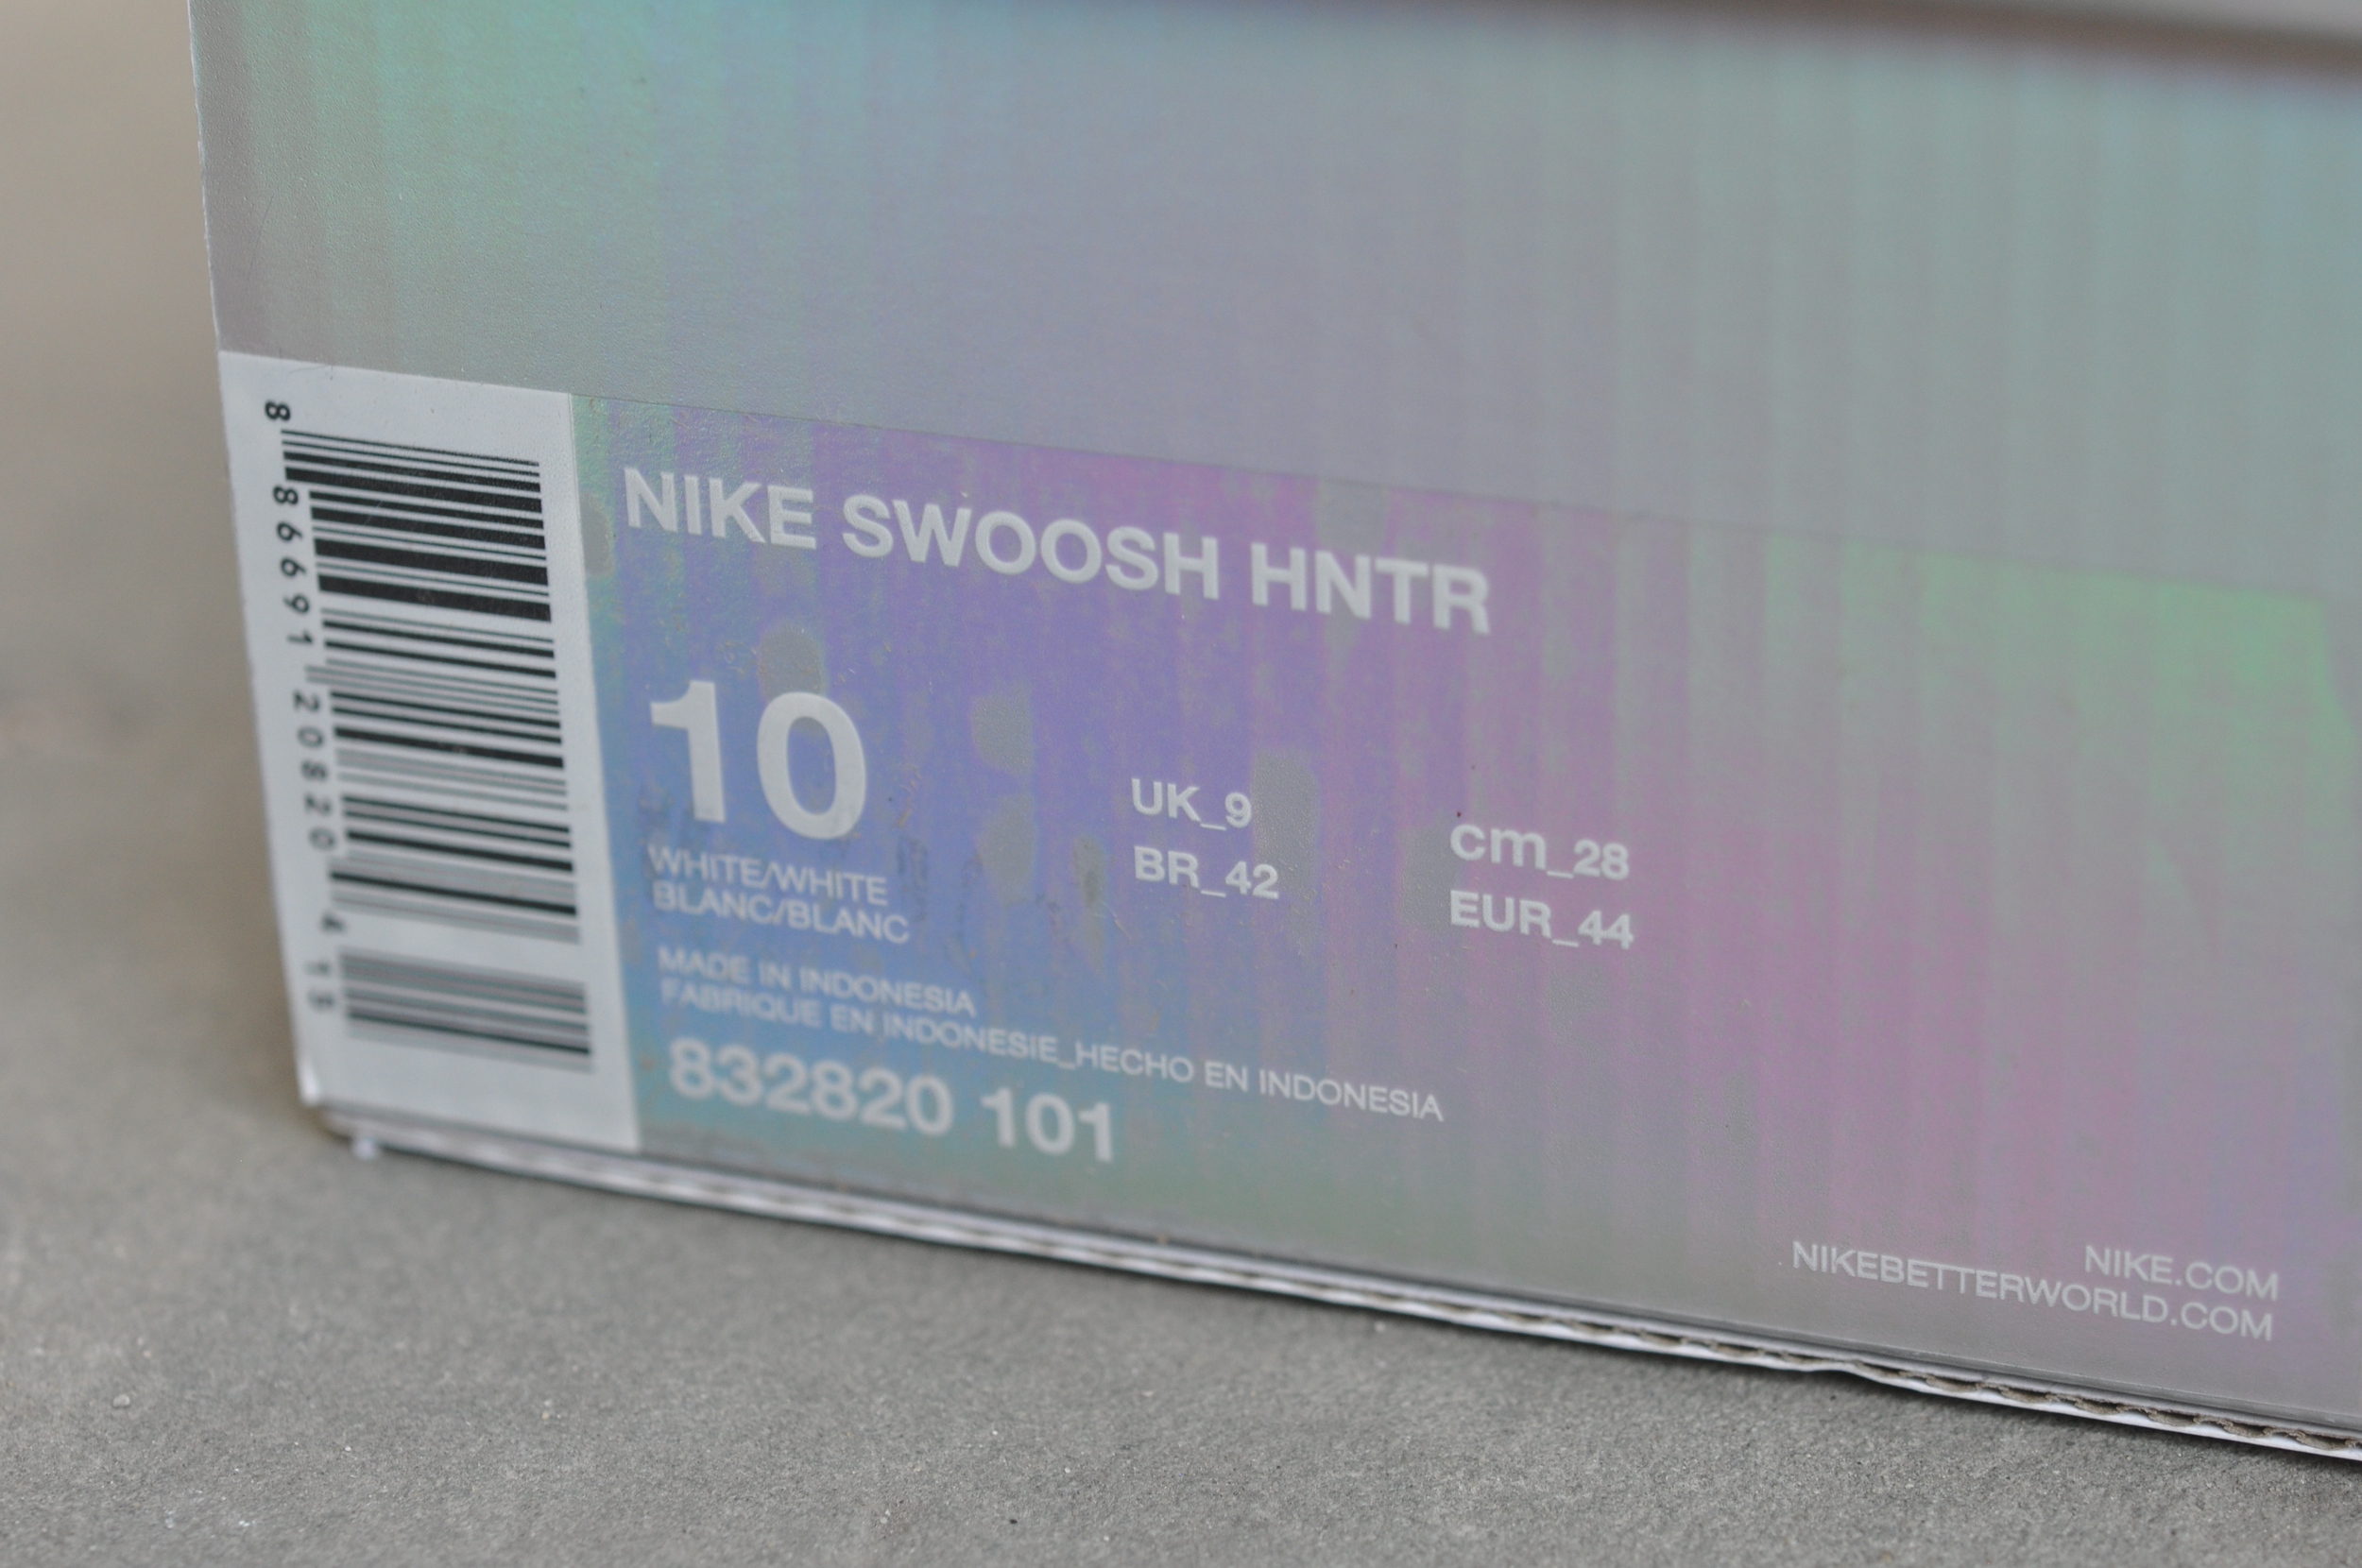 8 86691 20820 4 18
NIKE SWOOSH HNTR
10
UK_9
cm_28
BR_42
EUR_44
WHITE/WHITE
BLANC/BLANC
MADE IN INDONESIA
FABRIQUE EN INDONESIE_HECHO EN INDONESIA
832820 101
NIKE.COM
NIKEBETTERWORLD.COM